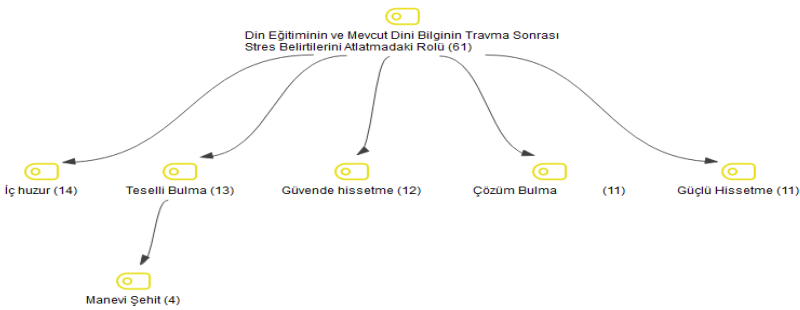 Din Eğitiminin ve Mevcut Dini Bilginin Travma Sonrası
Stres Belirtilerini Atlatmadaki Rolü (61)
İç huzur (14)
Teselli Bulma (13)
Güvende hissetme (12)
Çözüm Bulma (11)
Güçlü Hissetme (11)
Manevi Şehit (4)